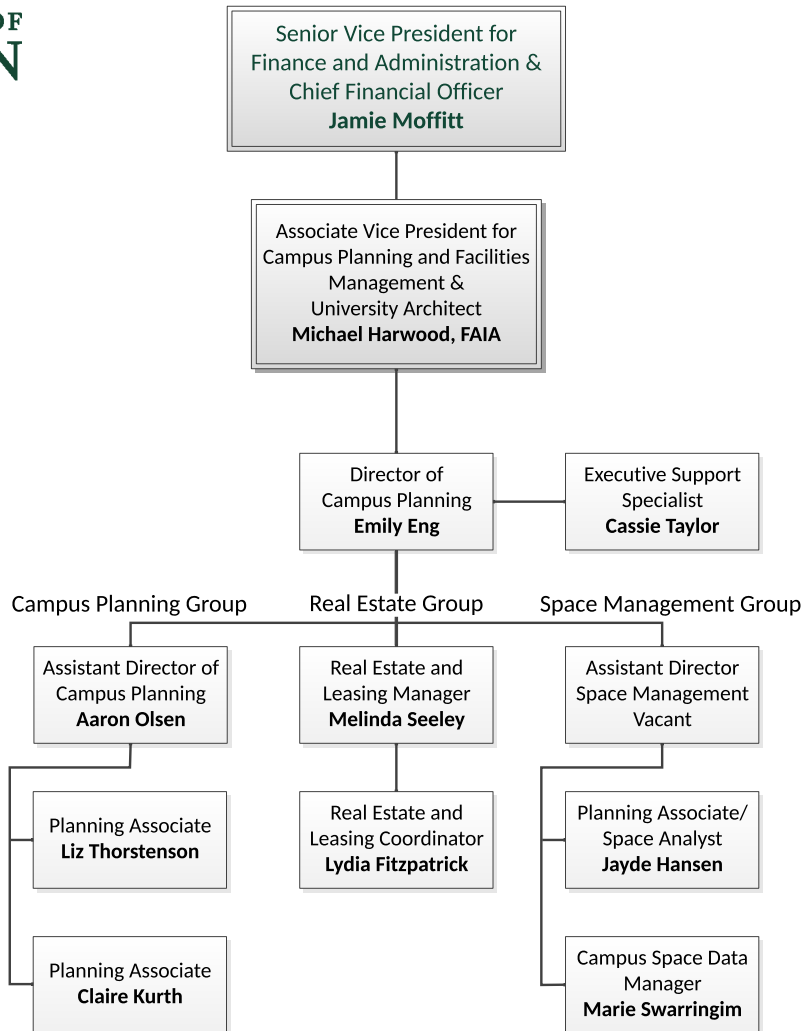 OF
N
Senior Vice President for
Finance and Administration &
Chief Financial Officer
Jamie Moffitt
Associate Vice President for
Campus Planning and Facilities
Management &
University Architect
Michael Harwood, FAIA
Director of
Campus Planning
Emily Eng
Executive Support
Specialist
Cassie Taylor
Campus Planning Group
Real Estate Group
Space Management Group
Assistant Director of
Campus Planning
Aaron Olsen
Real Estate and
Leasing Manager
Melinda Seeley
Assistant Director
Space Management
Vacant
Planning Associate
Liz Thorstenson
Real Estate and
Leasing Coordinator
Lydia Fitzpatrick
Planning Associate/
Space Analyst
Jayde Hansen
Planning Associate
Claire Kurth
Campus Space Data
Manager
Marie Swarringim